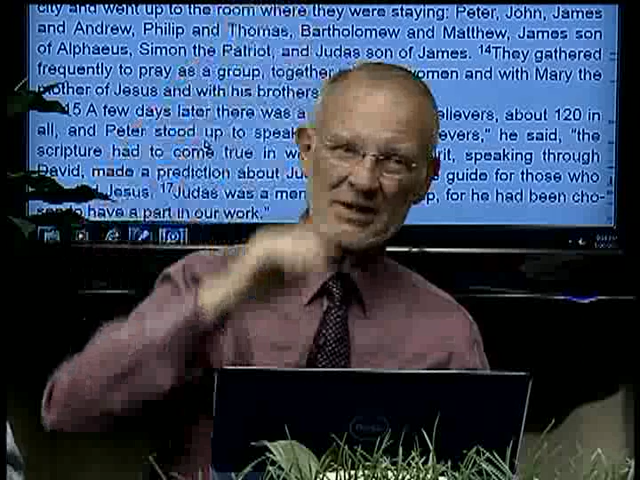 city and went up to the room where they were staying: Peter, John, James
and Andrew, Philip and Thomas, Bartholomew and Matthew, James son
of Alphaeus, Simon the Patriot, and Judas son of James. 14They gathered
frequently to pray as a group, together women and with Mary the
mother of Jesus and with his brothers
15 A few days later there was a believers, about 120 in
all, and Peter stood up to speak believers," he said, "the
scripture had to come true in speaking through
David, made a prediction about guide for those who
Jesus. 17Judas was a for he had been cho-
sen to have a part in our work."